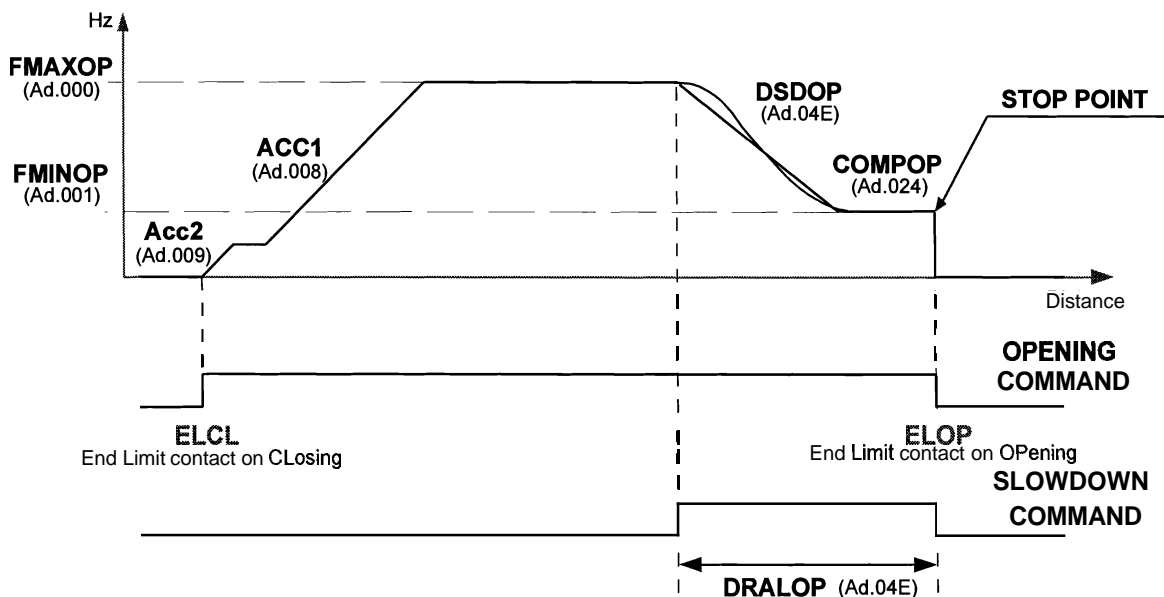 Hz
FMAXOP
(Ad.000)
DSDOP
(Ad.04E)
STOP POINT
ACC1
(Ad.008)
FMINOP
(Ad.001)
COMPOP
(Ad.024)
Acc2
(Ad.009)
Distance
OPENING
COMMAND
ELCL
End Limit contact on CLosing
ELOP
End Limit contact on OPening
SLOWDOWN
COMMAND
DRALOP (Ad.04E)